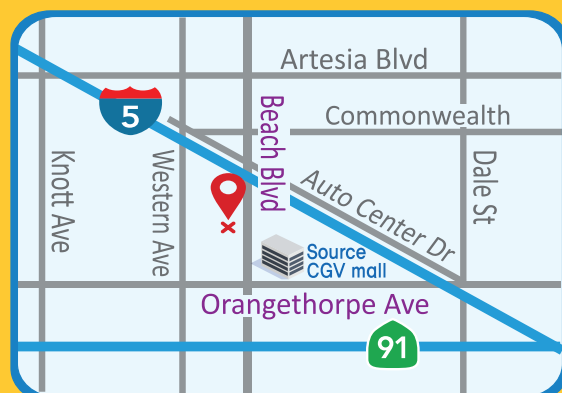 Artesia Blvd
5
Beach Blvd
Commonwealth
Knott Ave
Western Ave
Dale St
Auto Center Dr
Source
CGV mall
Orangethorpe Ave
91